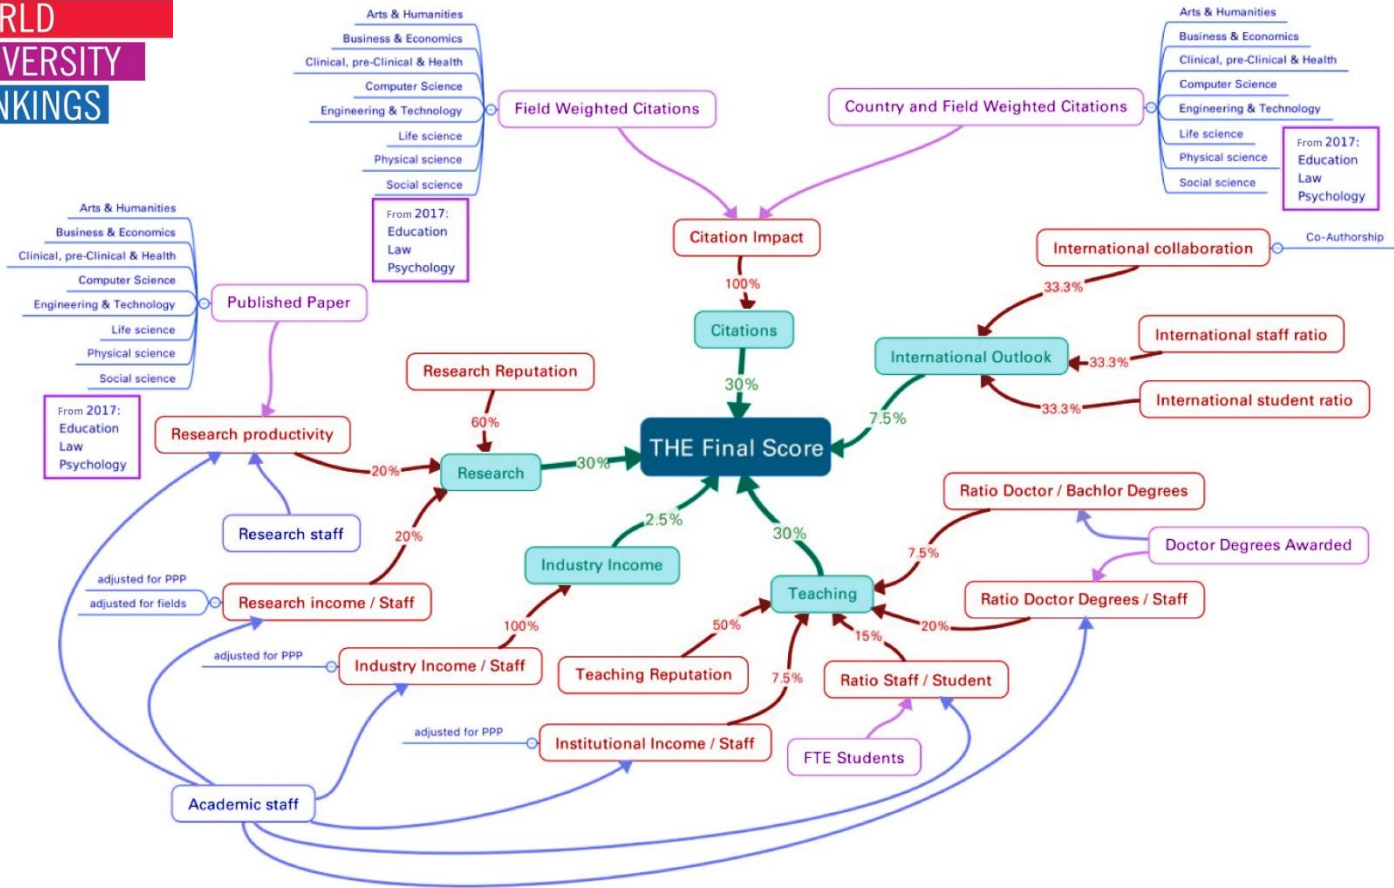 RLD
VERSITY
NKINGS
Arts & Humanities
Business & Economics
Clinical, pre-Clinical & Health
Computer Science
Engineering & Technology
Life science
Physical science
Social science
Field Weighted Citations
From 2017:
Education
Law
Psychology
Country and Field Weighted Citations
Arts & Humanities
Business & Economics
Clinical, pre-Clinical & Health
Computer Science
Engineering & Technology
Life science
Physical science
Social science
From 2017:
Education
Law
Psychology
Arts & Humanities
Business & Economics
Clinical, pre-Clinical & Health
Computer Science
Engineering & Technology
Life science
Physical science
Social science
Published Paper
From 2017:
Education
Law
Psychology
Citation Impact
100%
Citations
30%
International collaboration
Co-Authorship
33.3%
International staff ratio
33.3%
International student ratio
33.3%
International Outlook
7.5%
THE Final Score
Research Reputation
60%
Research productivity
20%
Research
30%
Research staff
20%
adjusted for PPP
adjusted for fields
Research income / Staff
2.5%
Industry Income
100%
adjusted for PPP
Industry Income / Staff
30%
Teaching
Ratio Doctor / Bachlor Degrees
7.5%
Doctor Degrees Awarded
Ratio Doctor Degrees / Staff
20%
50%
Teaching Reputation
15%
Ratio Staff / Student
7.5%
adjusted for PPP
Institutional Income / Staff
FTE Students
Academic staff